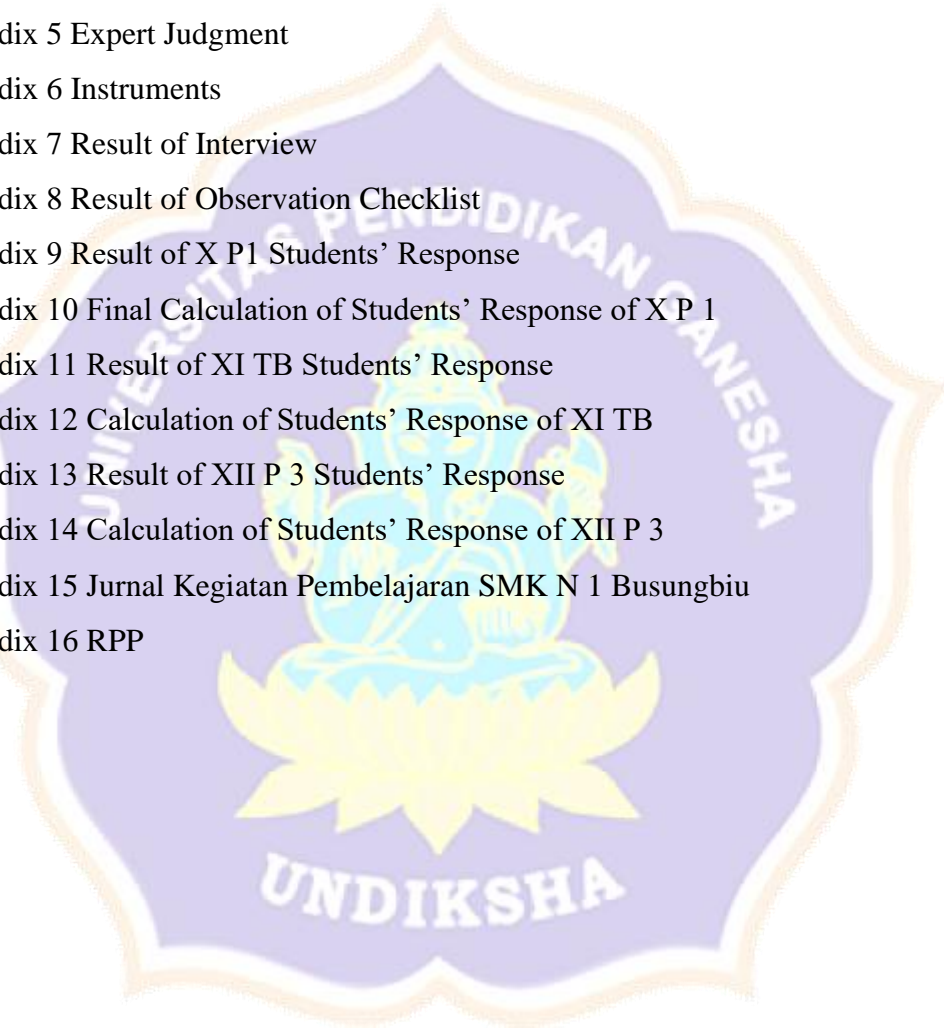 dix 5 Expert Judgment
dix 6 Instruments
dix 7 Result of Interview
dix 8 Result of Observation Checklist
dix 9 Result of X P1 Students’ Response
dix 10 Final Calculation of Students’ Response of X P 1
dix 11 Result of XI TB Students’ Response
dix 12 Calculation of Students’ Response of XI TB
dix 13 Result of XII P 3 Students’ Response
dix 14 Calculation of Students’ Response of XII P 3
dix 15 Jurnal Kegiatan Pembelajaran SMK N 1 Busungbiu
dix 16 RPP
UNIVERSITAS PENDIDIKAN GANESHA
UNDIKSHA